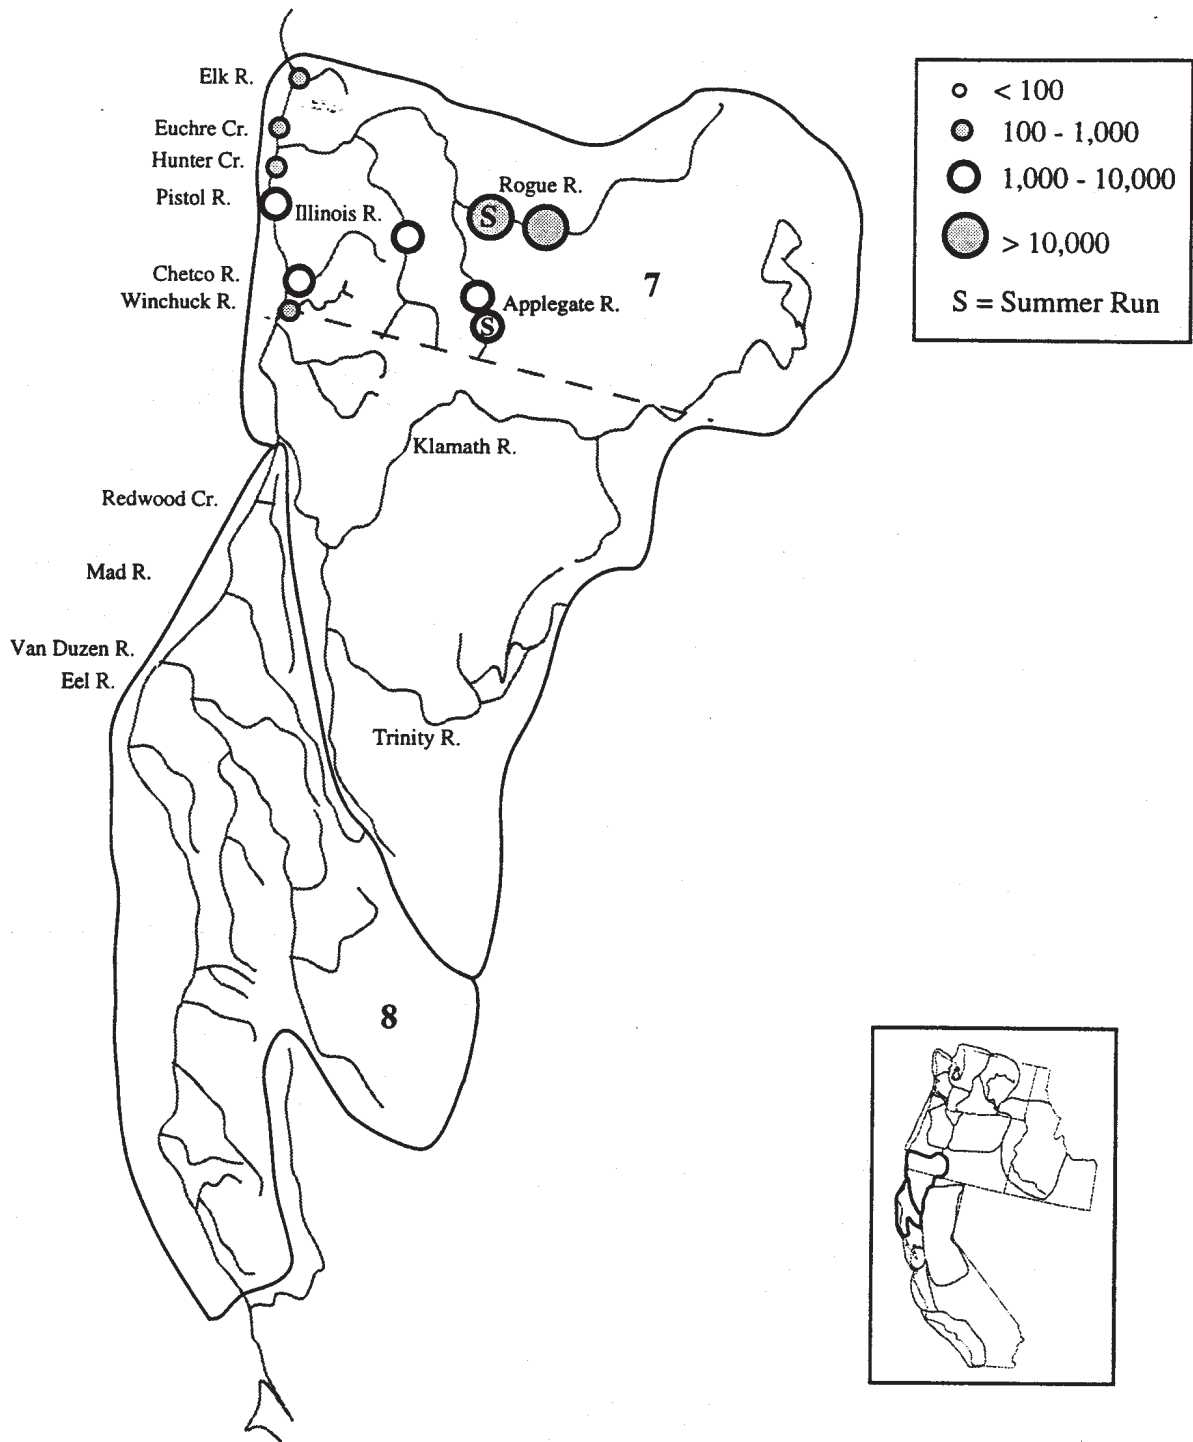 Elk R.
Euchre Cr.
Hunter Cr.
Pistol R.
Illinois R.
Rogue R.
S
Chetco R.
Winchuck R.
Applegate R.
S
7
Klamath R.
Redwood Cr.
Mad R.
Van Duzen R.
Eel R.
Trinity R.
8
< 100
100 - 1,000
1,000 - 10,000
> 10,000
S = Summer Run